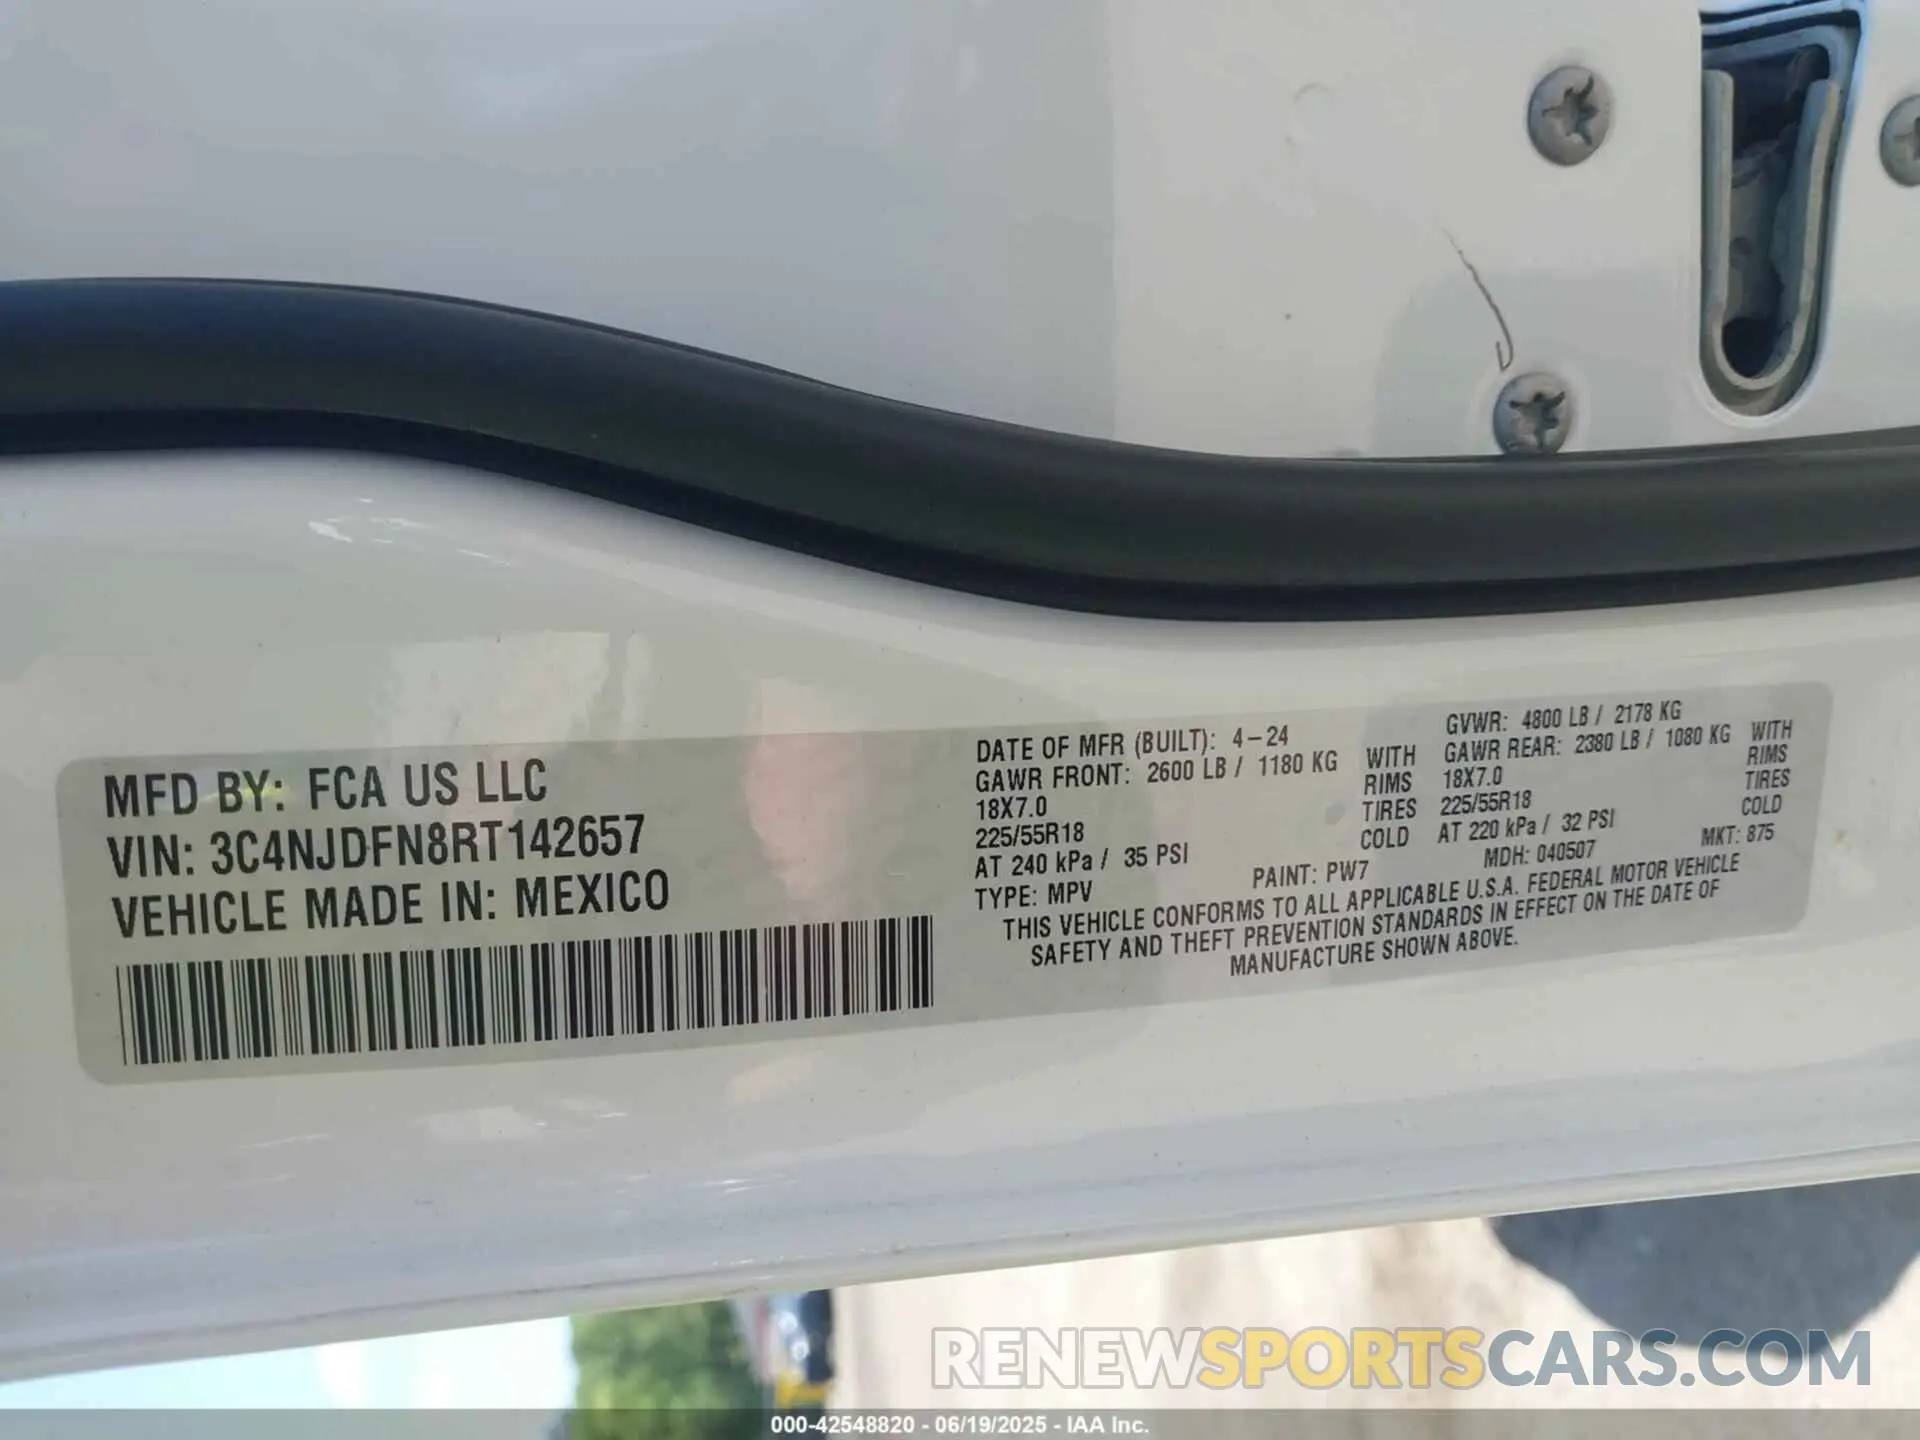 MFD BY: FCA US LLC
VIN: 3C4NJDFN8RT142657
VEHICLE MADE IN: MEXICO
DATE OF MFR (BUILT): 4-24
GVWR: 4800 LB / 2178 KG
GAWR FRONT: 2600 LB / 1180 KG WITH
GAWR REAR: 2380 LB / 1080 KG WITH
18X7.0 RIMS
18X7.0 RIMS
225/55R18 TIRES
225/55R18 TIRES
AT 240 kPa / 35 PSI COLD
AT 220 kPa / 32 PSI COLD
TYPE: MPV PAINT: PW7 MDH: 040507 MKT: 875
THIS VEHICLE CONFORMS TO ALL APPLICABLE U.S.A. FEDERAL MOTOR VEHICLE
SAFETY AND THEFT PREVENTION STANDARDS IN EFFECT ON THE DATE OF
MANUFACTURE SHOWN ABOVE.
RENEWSPORTSCARS.COM
000-42548820 - 06/19/2025 - IAA Inc.